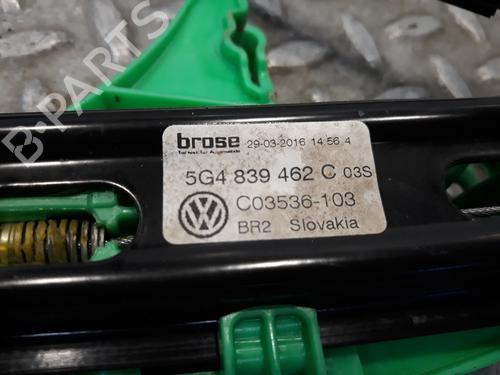 B-PARTS
brose 29-03-2016 14:56 4
5G4 839 462 C 03S
C03536-103
BR2 Slovakia